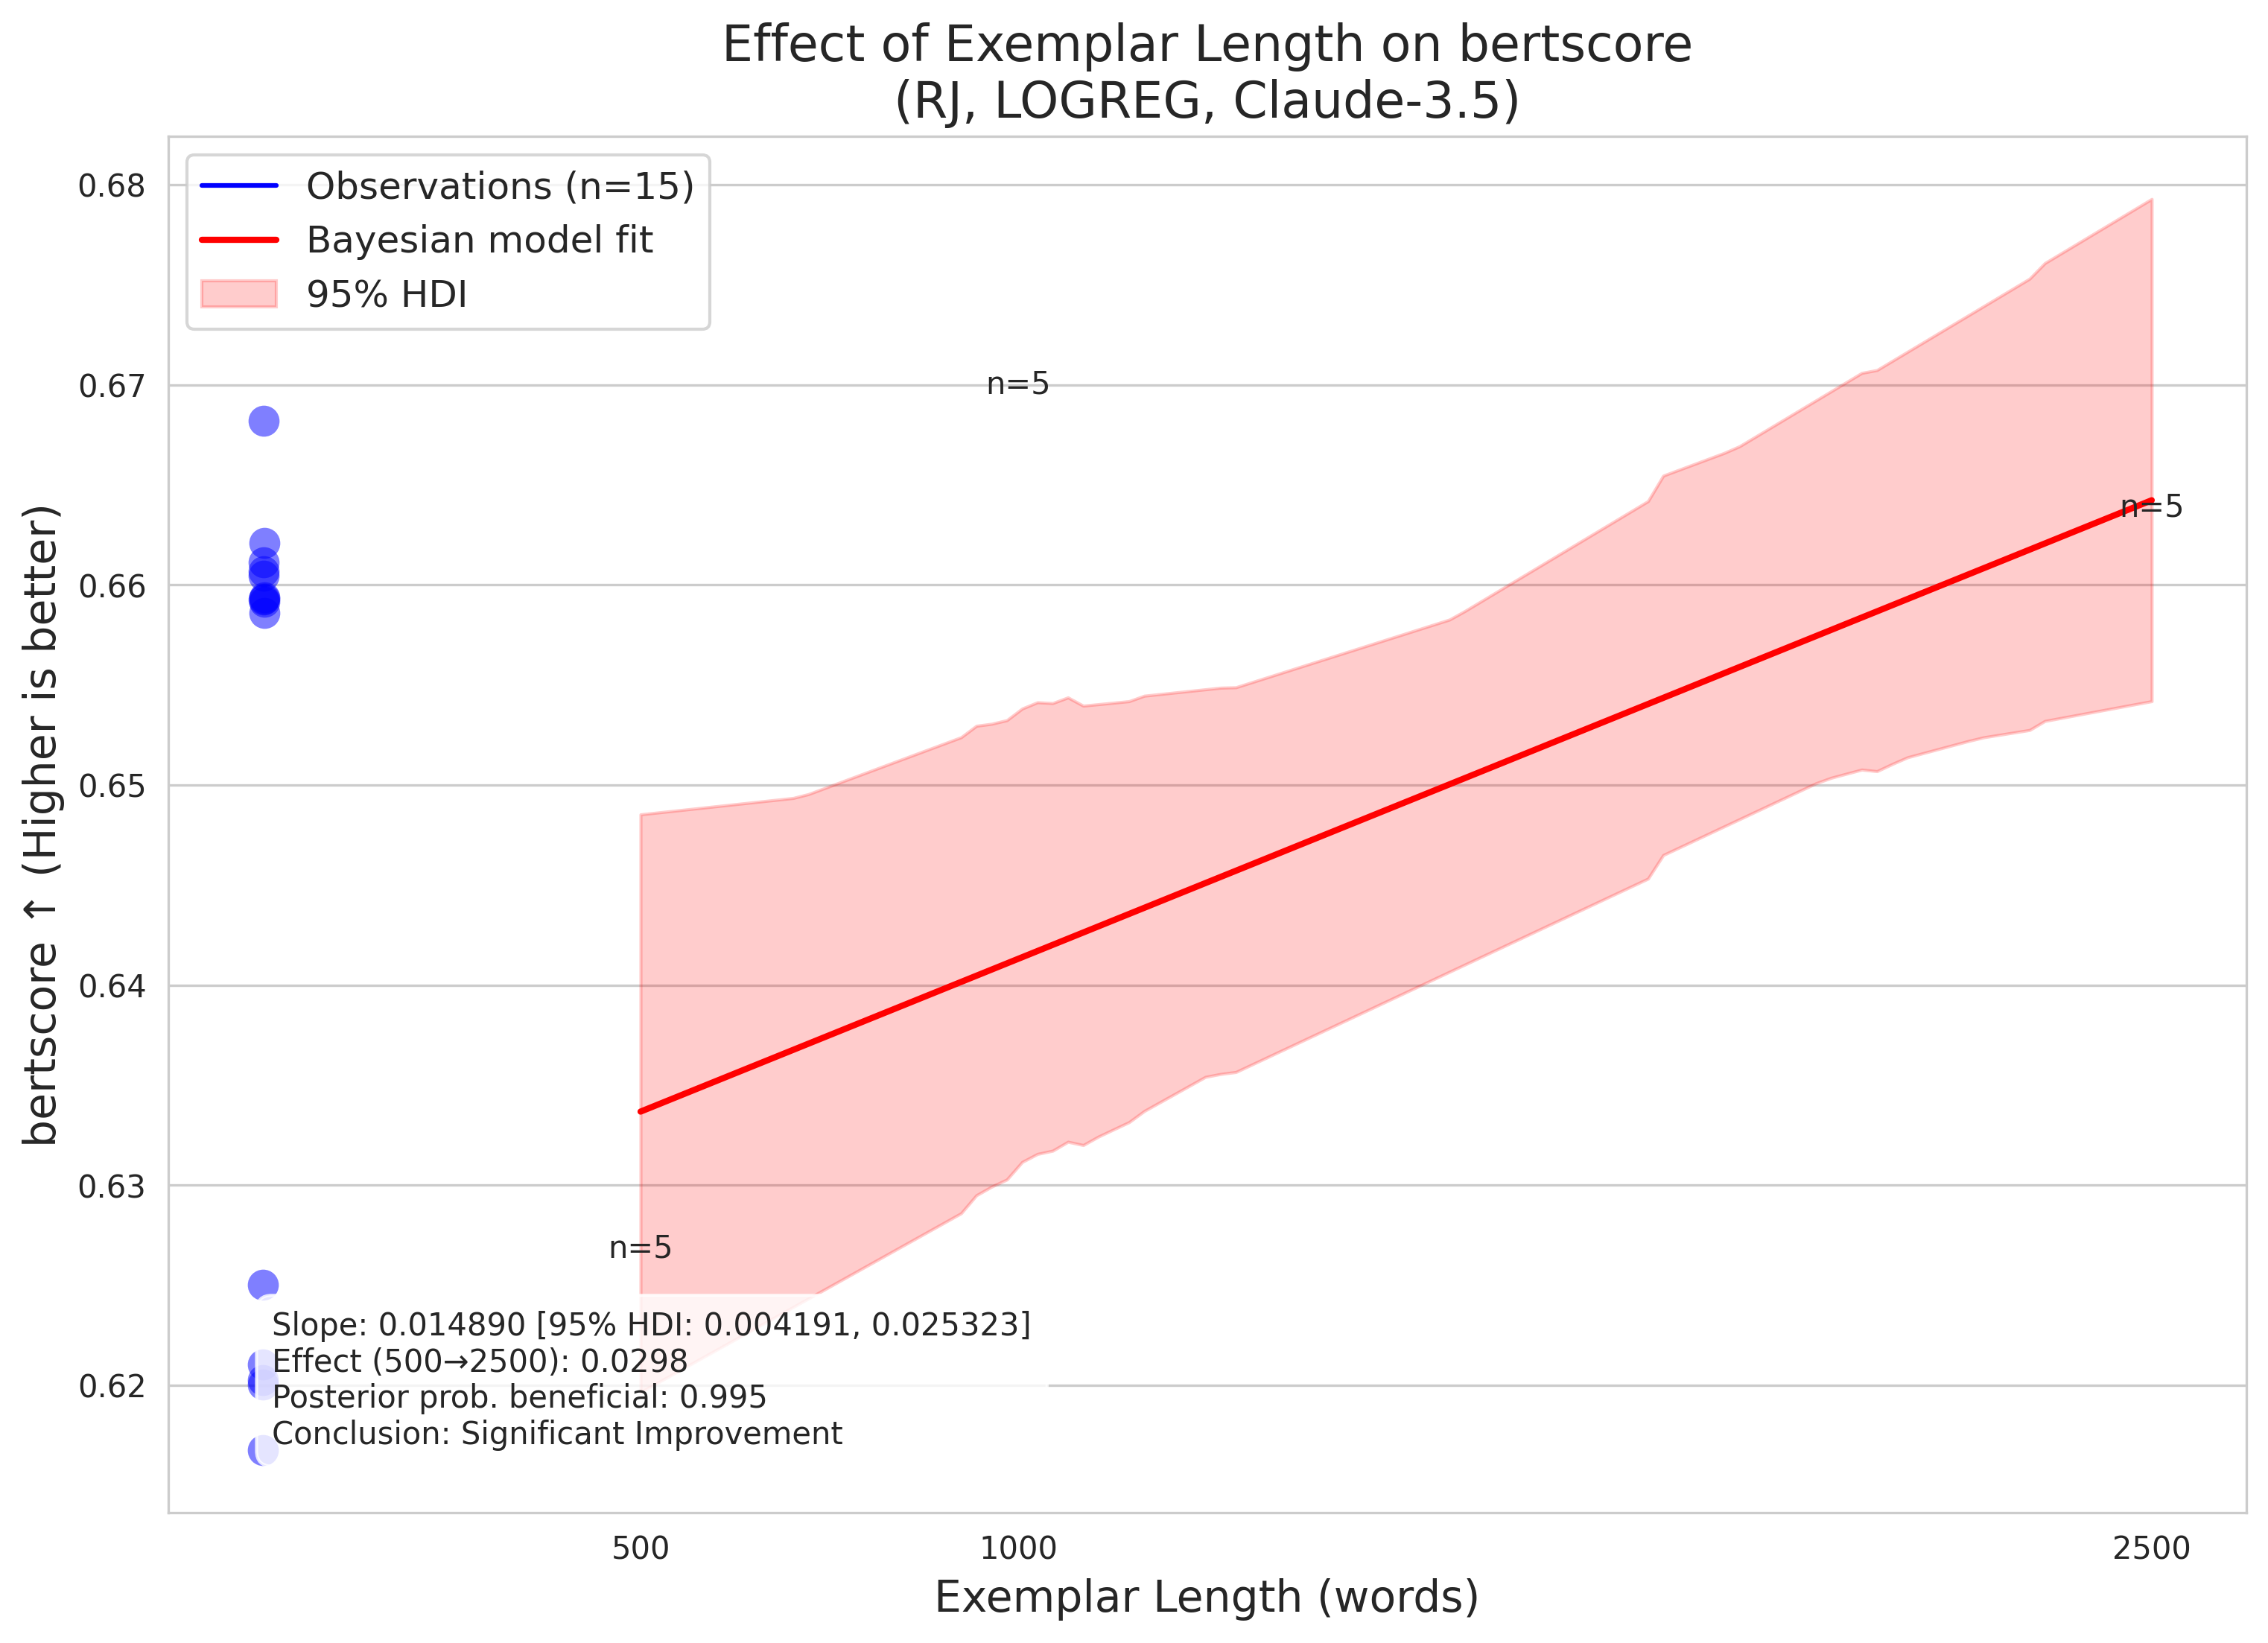 Effect of Exemplar Length on bertscore
(RJ, LOGREG, Claude-3.5)
Observations (n=15)
Bayesian model fit
95% HDI
bertscore ↑ (Higher is better)
0.68
0.67
0.66
0.65
0.64
0.63
0.62
n=5
n=5
n=5
Slope: 0.014890 [95% HDI: 0.004191, 0.025323]
Effect (500→2500): 0.0298
Posterior prob. beneficial: 0.995
Conclusion: Significant Improvement
500
1000
2500
Exemplar Length (words)